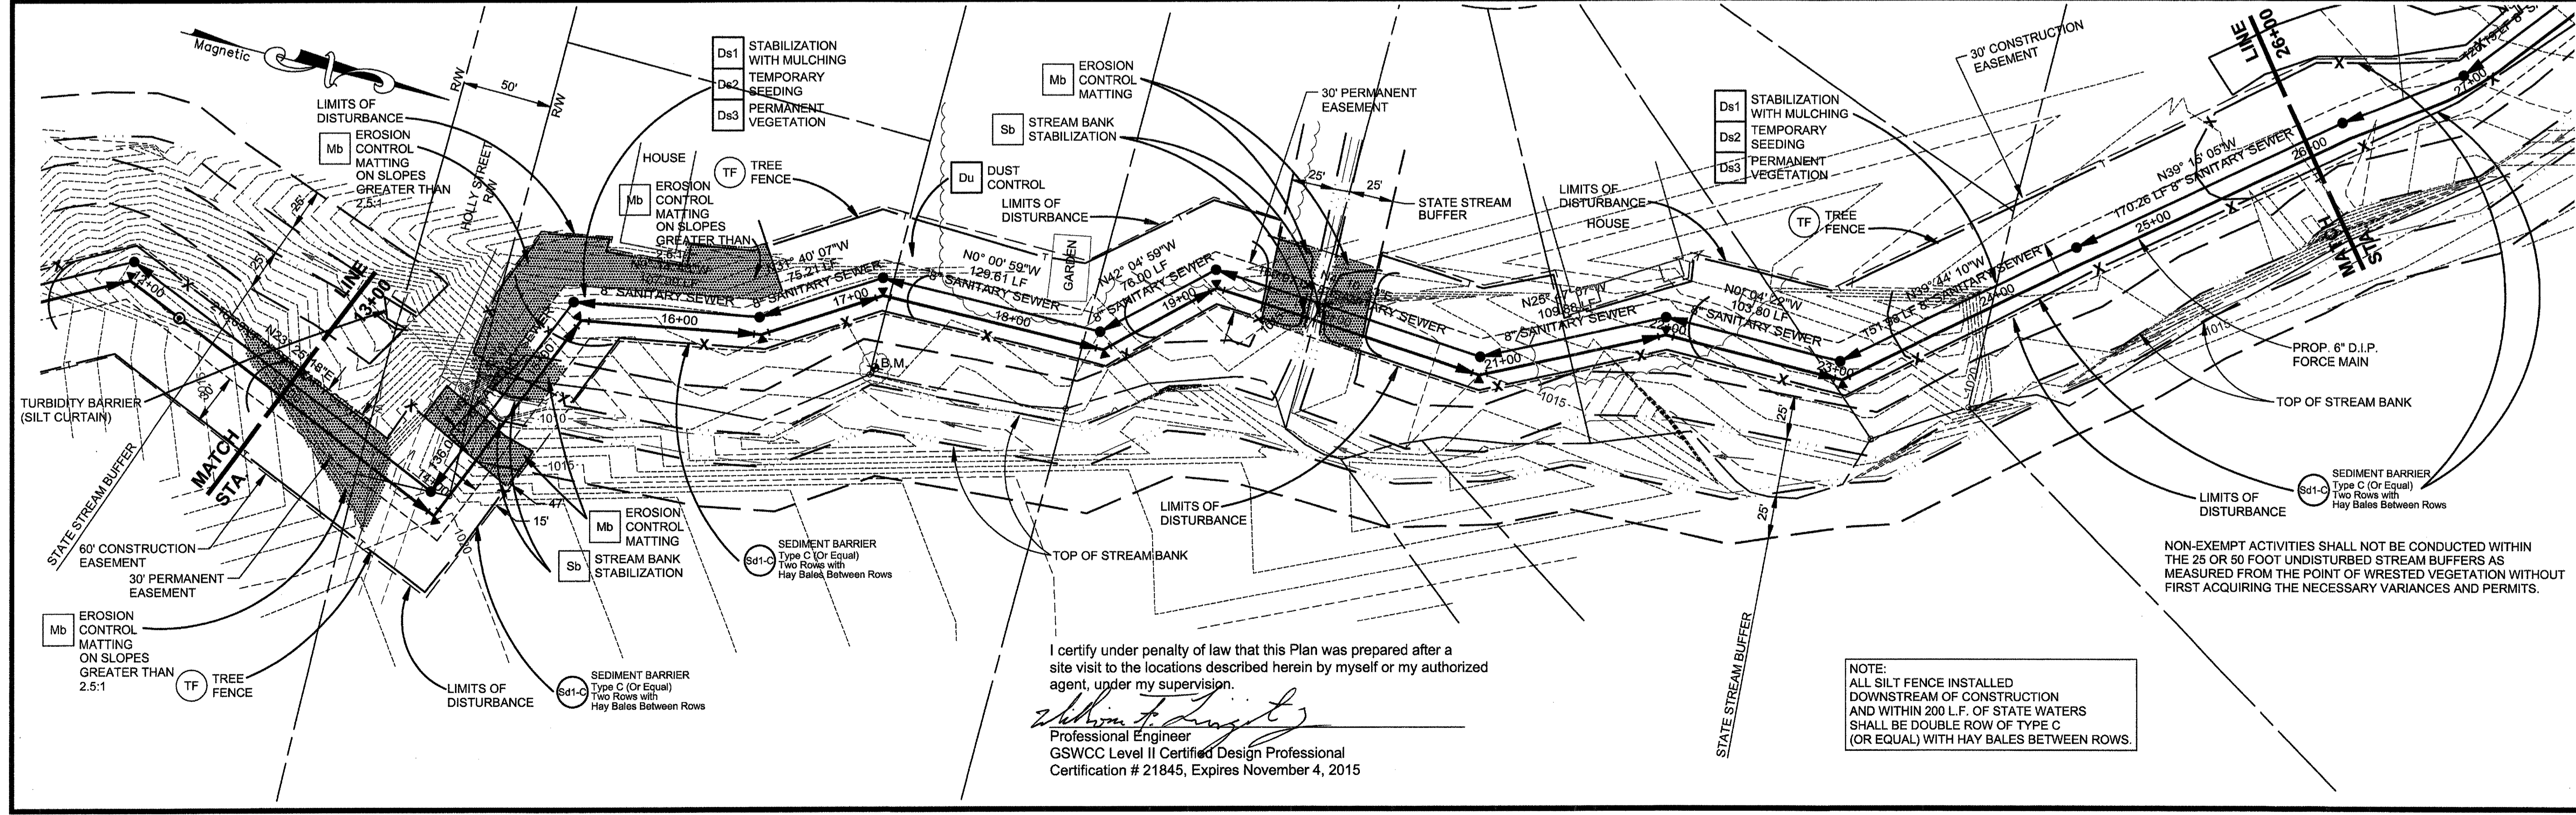 Magnetic
R/W
50'
R/W
LIMITS OF
DISTURBANCE
Mb
EROSION
CONTROL
MATTING
ON SLOPES
GREATER THAN
2.5:1
HOLLY STREET
R/W
Ds1
STABILIZATION
WITH MULCHING
Ds2
TEMPORARY
SEEDING
Ds3
PERMANENT
VEGETATION
HOUSE
Mb
EROSION
CONTROL
MATTING
ON SLOPES
GREATER THAN
2.5:1
TF
TREE
FENCE
Du
DUST
CONTROL
LIMITS OF
DISTURBANCE
Mb
EROSION
CONTROL
MATTING
Sb
STREAM BANK
STABILIZATION
30' PERMANENT
EASEMENT
25'
25'
STATE STREAM
BUFFER
GARDEN
LIMITS OF
DISTURBANCE
HOUSE
Ds1
STABILIZATION
WITH MULCHING
Ds2
TEMPORARY
SEEDING
Ds3
PERMANENT
VEGETATION
TF
TREE
FENCE
30' CONSTRUCTION
EASEMENT
LINE
26+00
MATCH
STA
27+00
26+00
N39° 15' 05"W
170.26 LF 8" SANITARY SEWER
25+00
24+00
N39° 44' 10"W
151.98 LF 8" SANITARY SEWER
23+00
103.80 LF
8" SANITARY SEWER
22+00
8" SANITARY SEWER
21+00
N42° 04' 59"W
76.00 LF
8" SANITARY SEWER
19+00
N0° 00' 59"W
129.61 LF
8" SANITARY SEWER
18+00
N31° 40' 07"W
75.21 LF
8" SANITARY SEWER
17+00
8" SANITARY SEWER
16+00
B.M.
LINE
13+00
MATCH
STA
25'
25'
30'
TURBIDITY BARRIER
(SILT CURTAIN)
STATE STREAM BUFFER
60' CONSTRUCTION
EASEMENT
30' PERMANENT
EASEMENT
Mb
EROSION
CONTROL
MATTING
ON SLOPES
GREATER THAN
2.5:1
TF
TREE
FENCE
LIMITS OF
DISTURBANCE
Sd1-C
SEDIMENT BARRIER
Type C (Or Equal)
Two Rows with
Hay Bales Between Rows
1010
1015
1020
47'
15'
Mb
EROSION
CONTROL
MATTING
Sb
STREAM BANK
STABILIZATION
Sd1-C
SEDIMENT BARRIER
Type C (Or Equal)
Two Rows with
Hay Bales Between Rows
TOP OF STREAM BANK
LIMITS OF
DISTURBANCE
1015
25'
25'
STATE STREAM BUFFER
1020
1015
PROP. 6" D.I.P.
FORCE MAIN
TOP OF STREAM BANK
LIMITS OF
DISTURBANCE
Sd1-C
SEDIMENT BARRIER
Type C (Or Equal)
Two Rows with
Hay Bales Between Rows
NON-EXEMPT ACTIVITIES SHALL NOT BE CONDUCTED WITHIN
THE 25 OR 50 FOOT UNDISTURBED STREAM BUFFERS AS
MEASURED FROM THE POINT OF WRESTED VEGETATION WITHOUT
FIRST ACQUIRING THE NECESSARY VARIANCES AND PERMITS.
I certify under penalty of law that this Plan was prepared after a
site visit to the locations described herein by myself or my authorized
agent, under my supervision.
Professional Engineer
GSWCC Level II Certified Design Professional
Certification # 21845, Expires November 4, 2015
NOTE:
ALL SILT FENCE INSTALLED
DOWNSTREAM OF CONSTRUCTION
AND WITHIN 200 L.F. OF STATE WATERS
SHALL BE DOUBLE ROW OF TYPE C
(OR EQUAL) WITH HAY BALES BETWEEN ROWS.